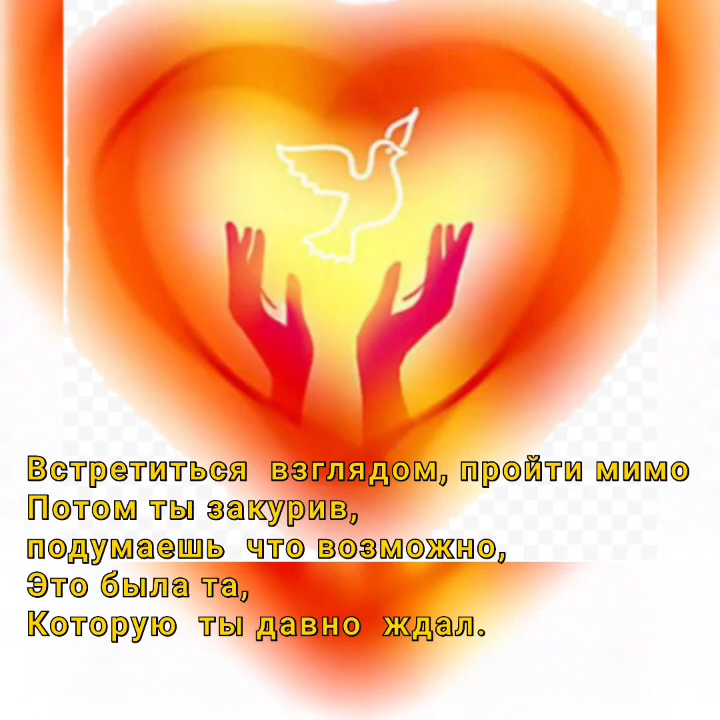 Встретиться взглядом, пройти мимо
Потом ты закурив,
подумаешь что возможно,
Это была та,
Которую ты давно ждал.